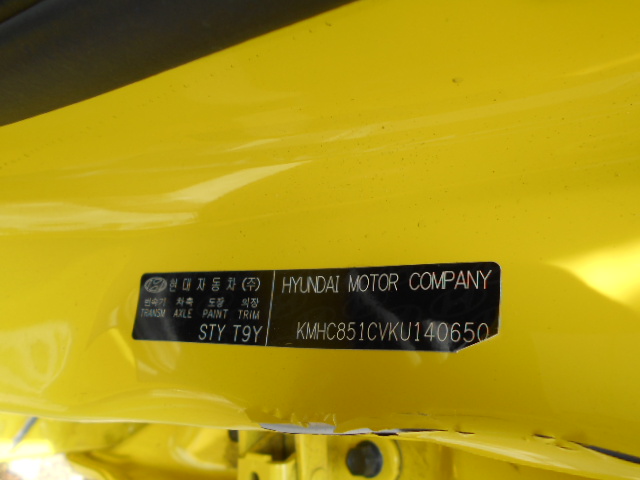 현대자동차(주)
변속기 차축 도장 의장
TRANSM AXLE PAINT TRIM
STY T9Y
HYUNDAI MOTOR COMPANY
KMHC851CVKU140650